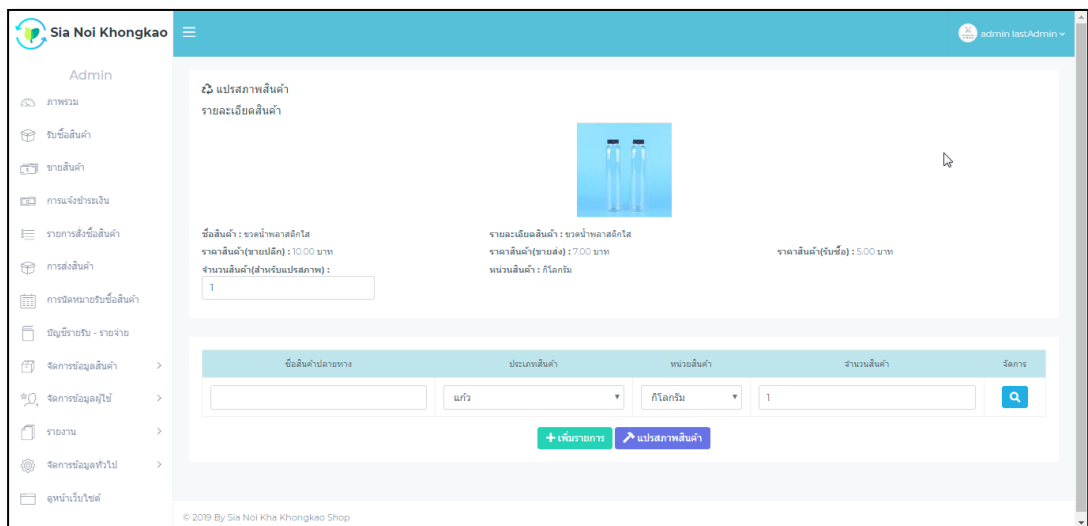 Sia Noi Khongkao
admin lastAdmin
Admin
ภาพรวม
รับซื้อสินค้า
ขายสินค้า
การแจ้งชำระเงิน
รายการสั่งซื้อสินค้า
การส่งสินค้า
การนัดหมายรับซื้อสินค้า
บัญชีรายรับ - รายจ่าย
จัดการข้อมูลสินค้า
จัดการข้อมูลผู้ใช้
รายงาน
จัดการข้อมูลทั่วไป
ดูหน้าเว็บไซต์
แปรสภาพสินค้า
รายละเอียดสินค้า
ชื่อสินค้า : ขวดน้ำพลาสติกใส รายละเอียดสินค้า : ขวดน้ำพลาสติกใส
ราคาสินค้า(ขายปลีก) : 10.00 บาท ราคาสินค้า(ขายส่ง) : 7.00 บาท ราคาสินค้า(รับซื้อ) : 5.00 บาท
จำนวนสินค้า(สำหรับแปรสภาพ) : หน่วยสินค้า : กิโลกรัม
1
ชื่อสินค้าปลายทาง ประเภทสินค้า หน่วยสินค้า จำนวนสินค้า จัดการ
แก้ว กิโลกรัม 1
เพิ่มรายการ แปรสภาพสินค้า
© 2019 By Sia Noi Kha Khongkao Shop